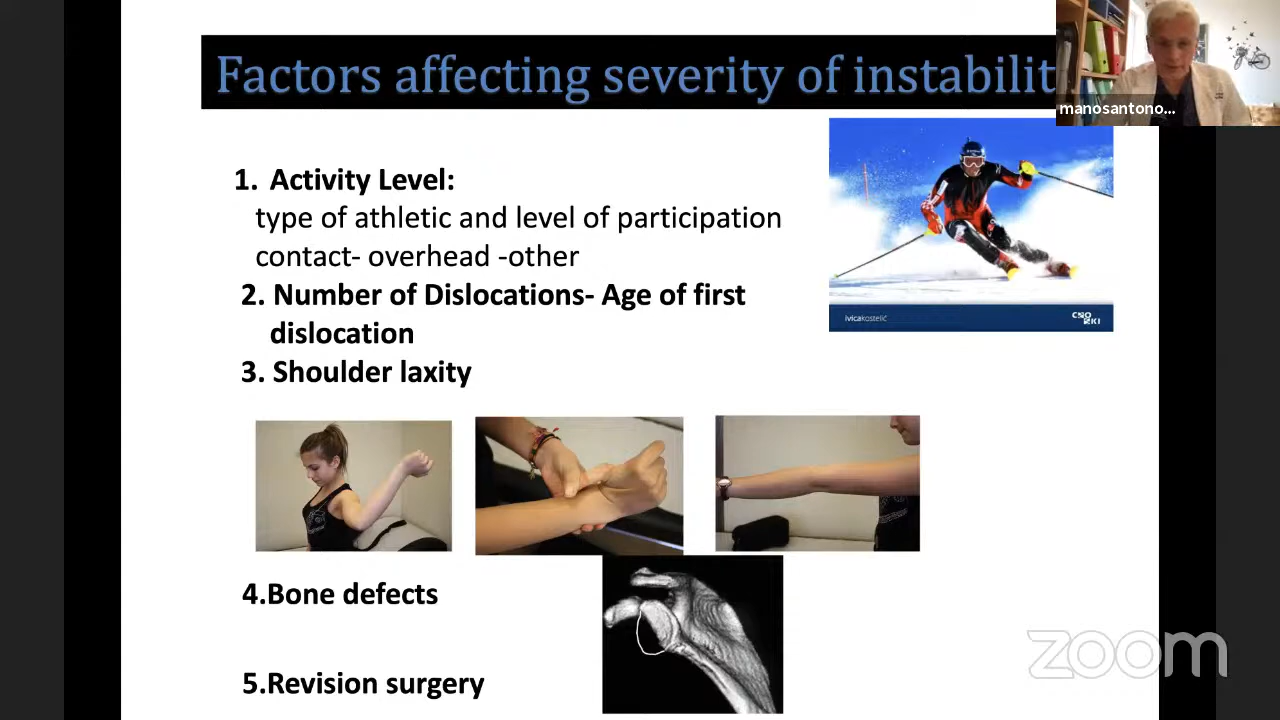 Factors affecting severity of instabilit
manosantono...
1. Activity Level:
type of athletic and level of participation
contact- overhead -other
2. Number of Dislocations- Age of first
dislocation
3. Shoulder laxity
ivicakostelić
CRO
SKI
4.Bone defects
5.Revision surgery
zoom